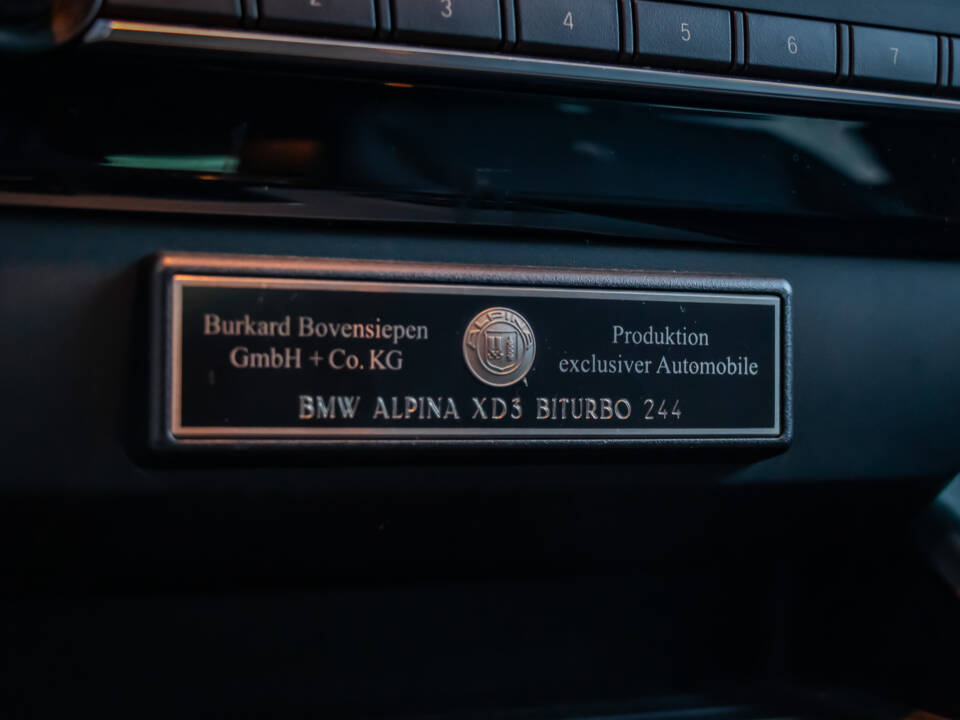 2 3 4 5 6 7
Burkard Bovensiepen
GmbH + Co. KG
ALPINA
Produktion
exclusiver Automobile
BMW ALPINA XD3 BITURBO 244